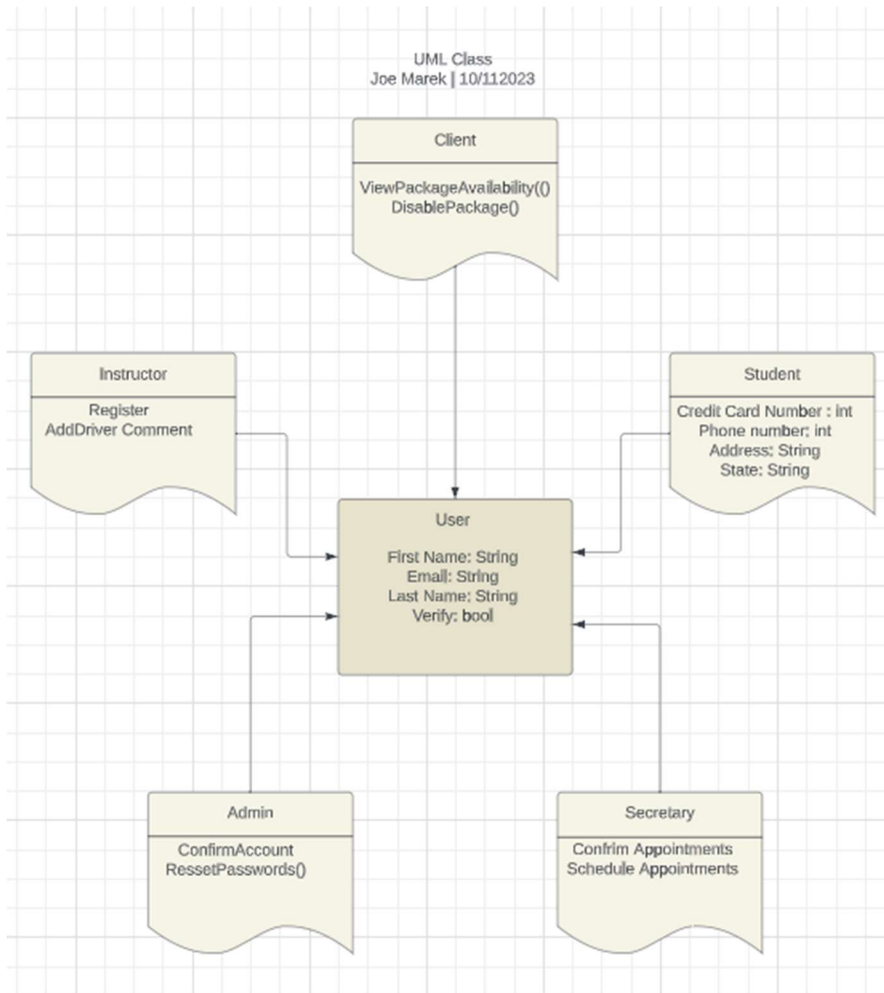 UML Class
Joe Marek | 10/112023
Client
ViewPackageAvailability(()
DisablePackage()
Instructor
Register
AddDriver Comment
Student
Credit Card Number : int
Phone number: int
Address: String
State: String
User
First Name: String
Email: String
Last Name: String
Verify: bool
Admin
ConfirmAccount
RessetPasswords()
Secretary
Confrim Appointments
Schedule Appointments